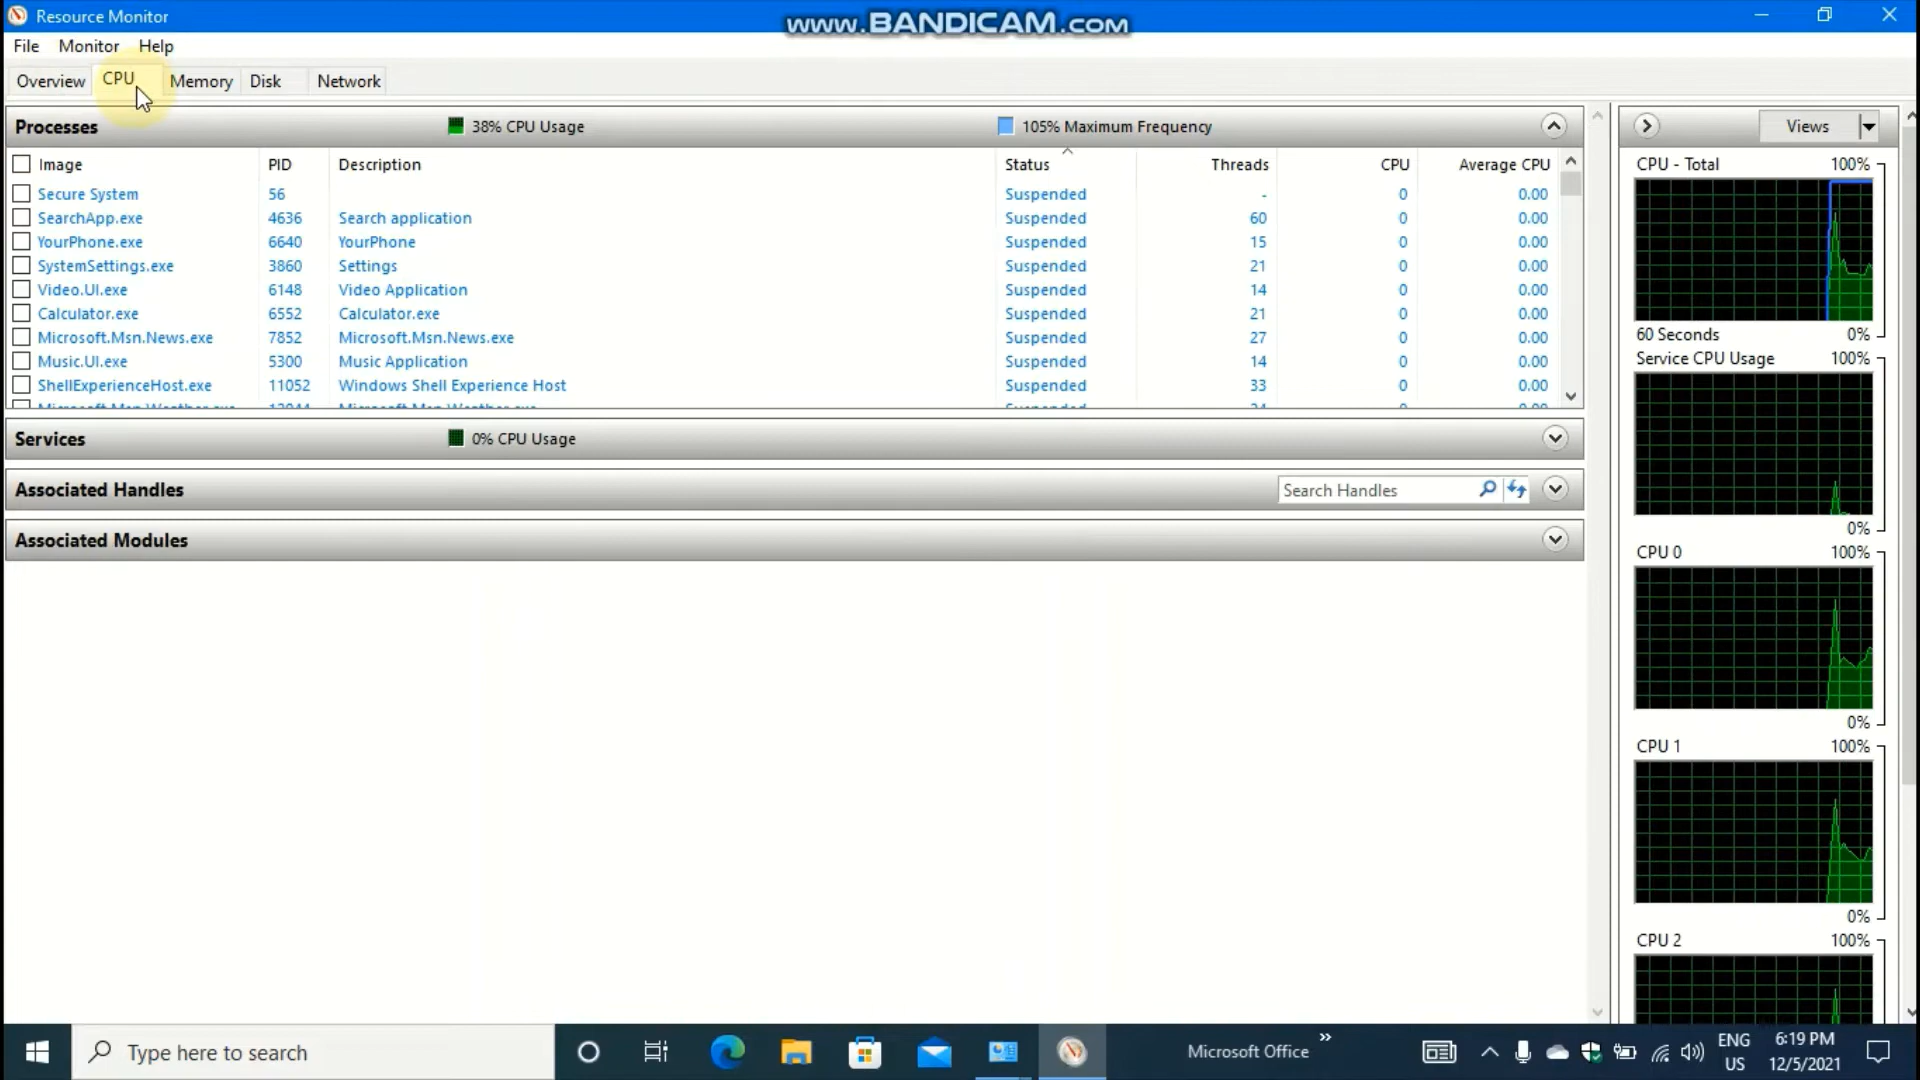 Resource Monitor
www.BANDICAM.com
File Monitor Help
Overview CPU Memory Disk Network
Processes 38% CPU Usage 105% Maximum Frequency
Image PID Description Status Threads CPU Average CPU
Secure System 56 Suspended - 0 0.00
SearchApp.exe 4636 Search application Suspended 60 0 0.00
YourPhone.exe 6640 YourPhone Suspended 15 0 0.00
SystemSettings.exe 3860 Settings Suspended 21 0 0.00
Video.UI.exe 6148 Video Application Suspended 14 0 0.00
Calculator.exe 6552 Calculator.exe Suspended 21 0 0.00
Microsoft.Msn.News.exe 7852 Microsoft.Msn.News.exe Suspended 27 0 0.00
Music.UI.exe 5300 Music Application Suspended 14 0 0.00
ShellExperienceHost.exe 11052 Windows Shell Experience Host Suspended 33 0 0.00
Services 0% CPU Usage
Associated Handles Search Handles
Associated Modules
Views
CPU - Total 100%
60 Seconds 0%
Service CPU Usage 100%
0%
CPU 0 100%
0%
CPU 1 100%
0%
CPU 2 100%
Type here to search
Microsoft Office
ENG
US
6:19 PM
12/5/2021